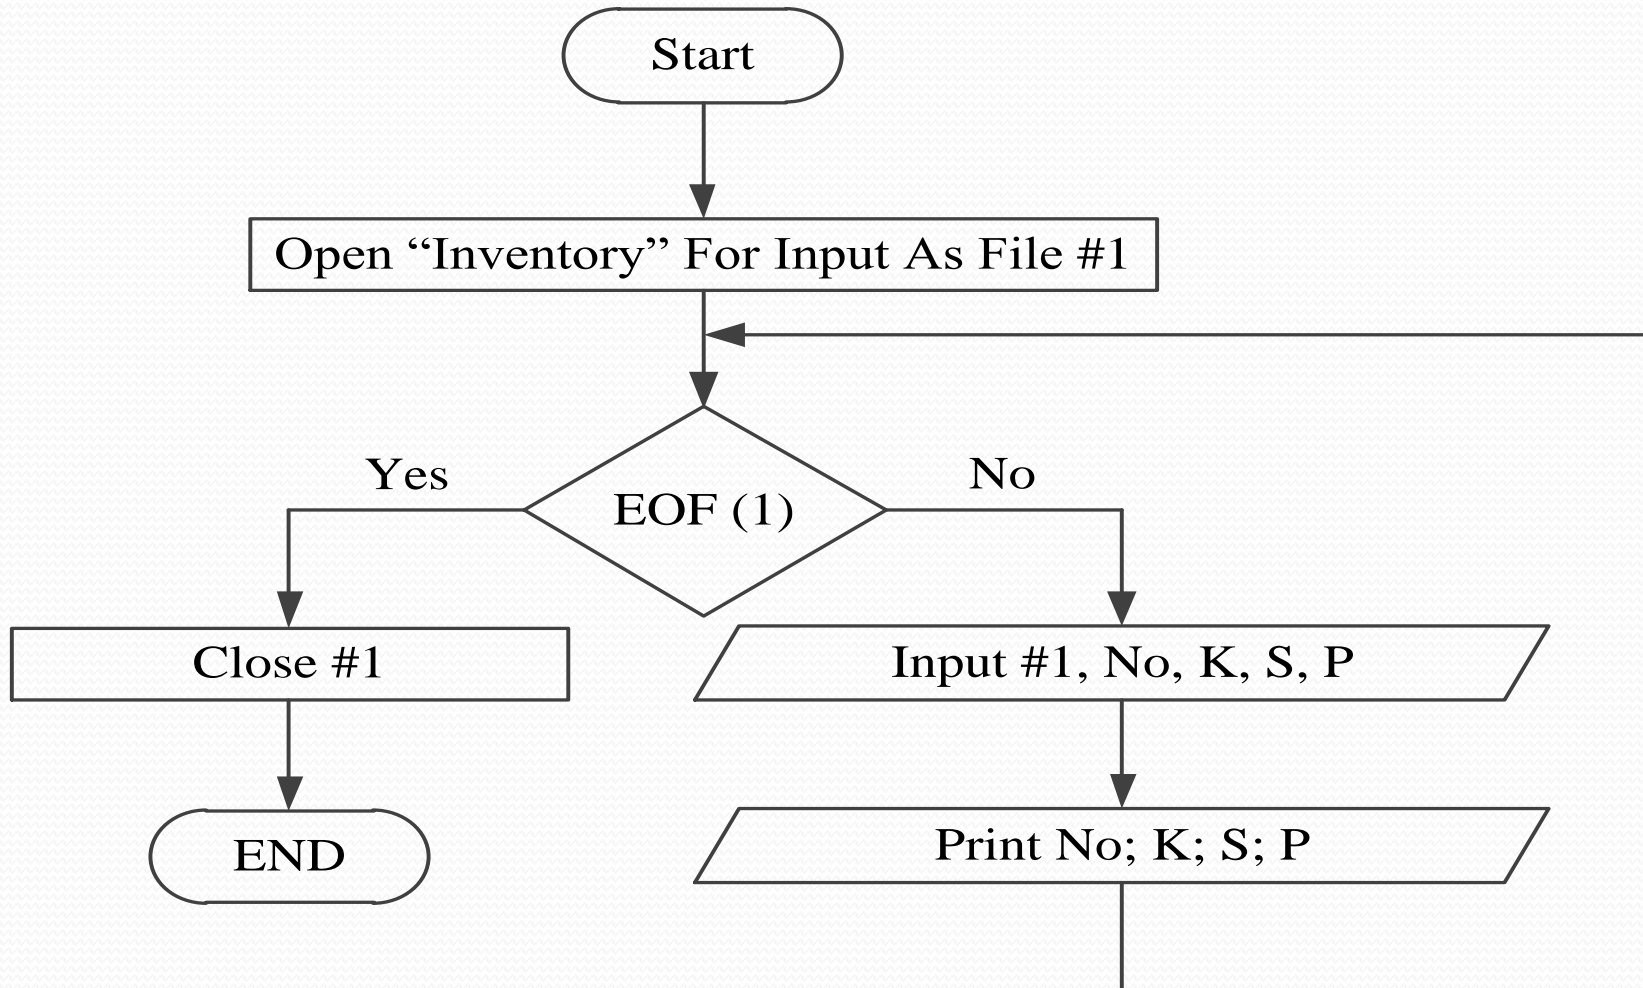 Start
Open “Inventory” For Input As File #1
Yes
No
EOF (1)
Close #1
Input #1, No, K, S, P
END
Print No; K; S; P